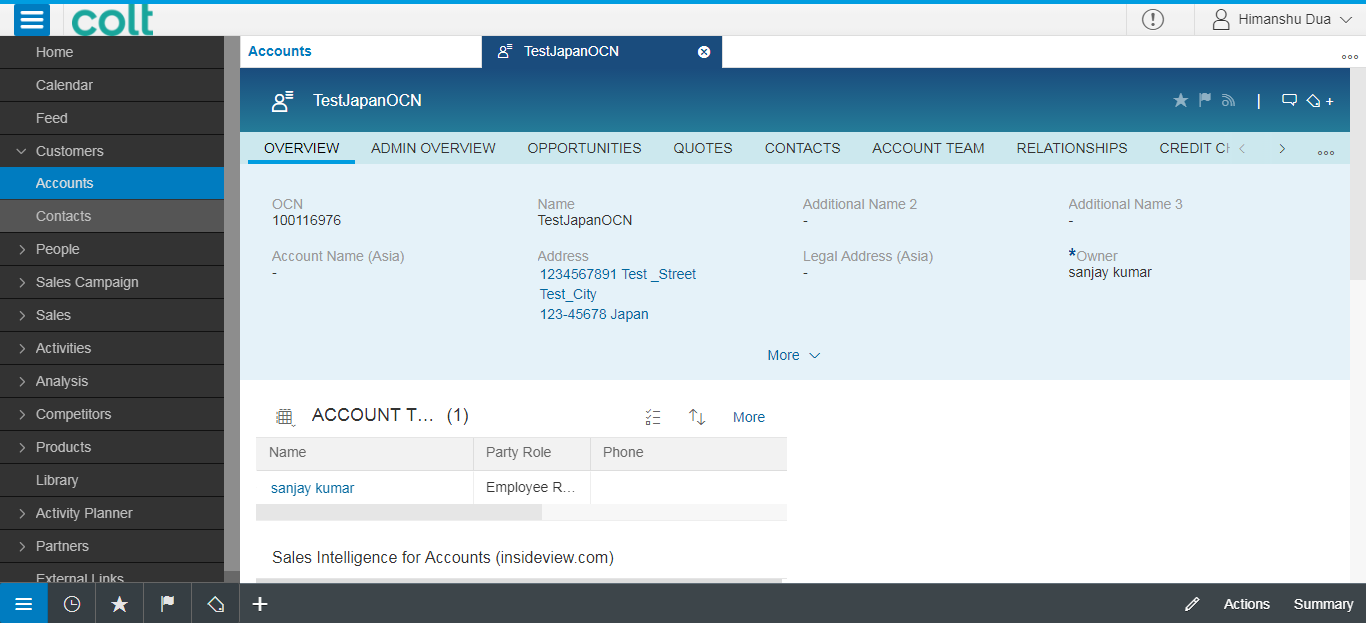 colt
Himanshu Dua
Home
Calendar
Feed
Customers
Accounts
Contacts
People
Sales Campaign
Sales
Activities
Analysis
Competitors
Products
Library
Activity Planner
Partners
External Links
Accounts
TestJapanOCN
TestJapanOCN
OVERVIEW ADMIN OVERVIEW OPPORTUNITIES QUOTES CONTACTS ACCOUNT TEAM RELATIONSHIPS CREDIT CH
OCN Name Additional Name 2 Additional Name 3
100116976 TestJapanOCN - -
Account Name (Asia) Address Legal Address (Asia) *Owner
- 1234567891 Test _Street - sanjay kumar
Test_City
123-45678 Japan
More
ACCOUNT T... (1) More
Name Party Role Phone
sanjay kumar Employee R...
Sales Intelligence for Accounts (insideview.com)
Actions Summary